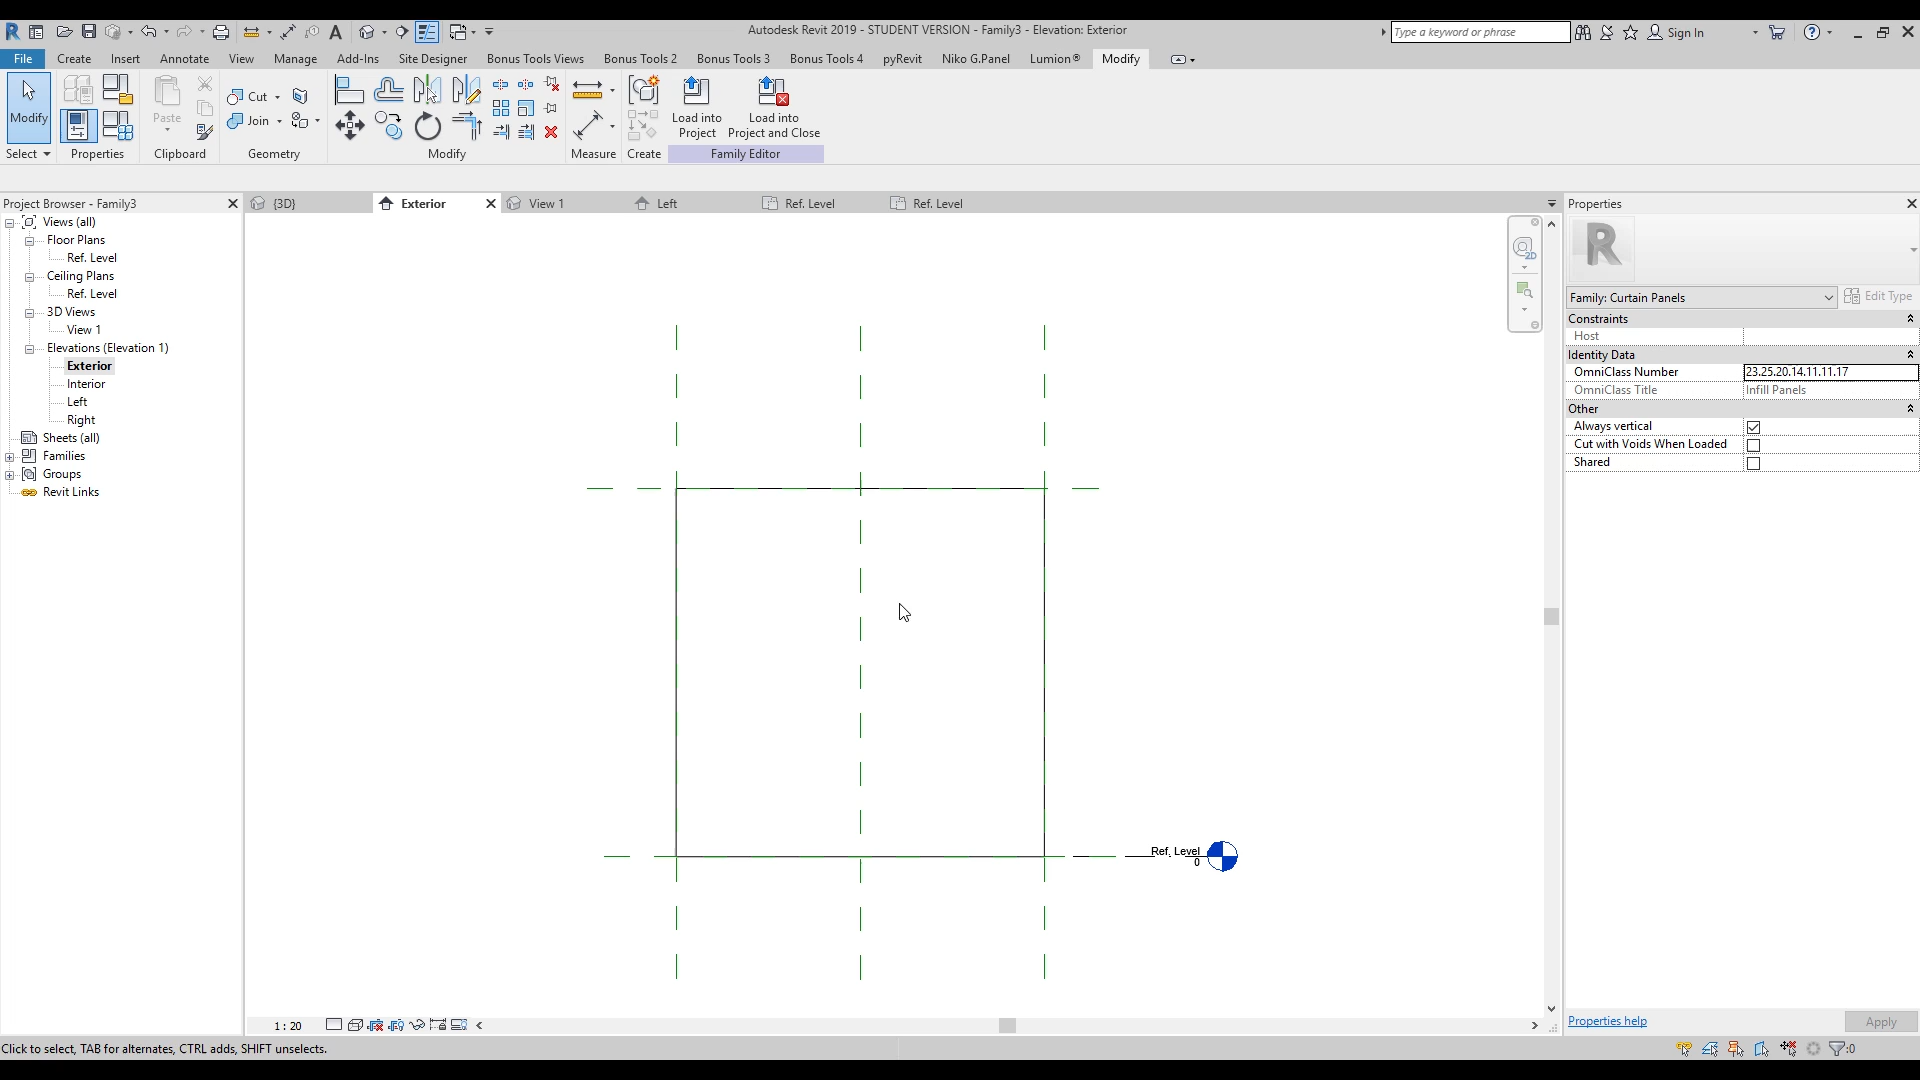 Autodesk Revit 2019 - STUDENT VERSION - Family3 - Elevation: Exterior
Type a keyword or phrase
Sign In
File
Create
Insert
Annotate
View
Manage
Add-Ins
Site Designer
Bonus Tools Views
Bonus Tools 2
Bonus Tools 3
Bonus Tools 4
pyRevit
Niko G.Panel
Lumion®
Modify
Modify
Paste
Cut
Join
Load into
Project
Load into
Project and Close
Select
Properties
Clipboard
Geometry
Modify
Measure
Create
Family Editor
Project Browser - Family3
{3D}
Exterior
View 1
Left
Ref. Level
Ref. Level
Properties
Views (all)
Floor Plans
Ref. Level
Ceiling Plans
Ref. Level
3D Views
View 1
Elevations (Elevation 1)
Exterior
Interior
Left
Right
Sheets (all)
Families
Groups
Revit Links
2D
Ref. Level
0
R
Family: Curtain Panels
Edit Type
Constraints
Host
Identity Data
OmniClass Number
23.25.20.14.11.11.17
OmniClass Title
Infill Panels
Other
Always vertical
Cut with Voids When Loaded
Shared
Properties help
Apply
1 : 20
Click to select, TAB for alternates, CTRL adds, SHIFT unselects.
:0